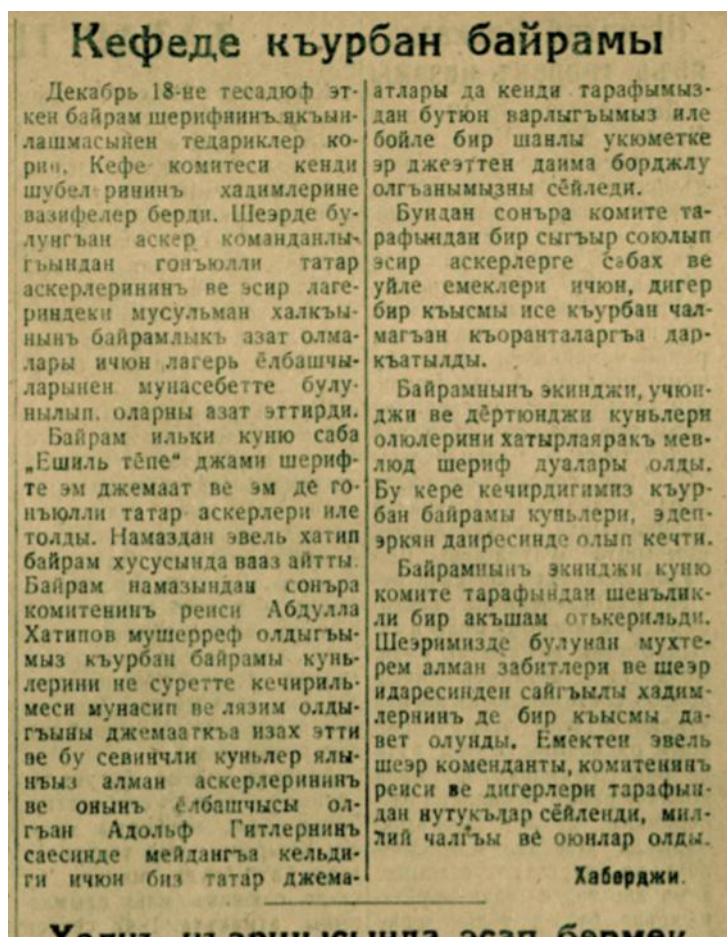 Кефеде къурбан байрамы
Декабрь 18-не тесадюф эт-
кен байрам шерифнинъ якъын-
лашмасынен тедариклер ко-
рип. Кефе комитеси кенди
шубелерининъ хадимлерине
вазифелер берди. Шеэрде бу-
лунгъан аскер команданлы-
гъындан гонъюлли татар
аскерлерининъ ве эсир лаге-
риндеки мусульман халкъы-
нынъ байрамлыкъ азат олма-
лары ичюн лагерь ёлбашчы-
ларынен мунасебетте булу-
нылып, оларны азат эттирди.
Байрам ильки куню саба
„Ешиль тёпе“ джами шериф-
те эм джемаат ве эм де го-
нъюлли татар аскерлери иле
толды. Намаздан эвель хатип
байрам хусусында вааз айтты.
Байрам намазындан сонъра
комитенинъ реиси Абдулла
Хатипов мушерреф олдыгъы-
мыз къурбан байрамы кунь-
лерини не суретте кечириль-
меси мунасип ве лязим олды-
гъыны джемааткъа изах этти
ве бу севинчли куньлер ялы-
нъыз алман аскерлерининъ
ве онынъ ёлбашчысы ол-
гъан Адольф Гитлернинъ
саесинде мейдангъа кельди-
ги ичюн биз татар джема-
атлары да кенди тарафымыз-
дан бутюн варлыгъымыз иле
бойле бир шанлы укюметке
эр джеэттен даима борджлу
олгъанымызны сёйледи.
Бундан сонъра комите та-
рафындан бир сыгъыр союлып
эсир аскерлерге сабах ве
уйле емеклери ичюн, дигер
бир къысмы исе къурбан чал-
магъан къоранталаргъа дар-
къатылды.
Байрамнынъ экинджи, учюн-
джи ве дёртюнджи куньлери
олюлерини хатырлаяракъ мев-
люд шериф дуалары олды.
Бу кере кечирдигимиз къур-
бан байрамы куньлери, эдеп-
эркян даиресинде олып кечти.
Байрамнынъ экинджи куню
комите тарафындан шенълик-
ли бир акъшам отькерильди.
Шеэримизде булунан мухте-
рем алман забитлери ве шеэр
идаресинден сайгъылы хадим-
лернинъ де бир къысмы да-
вет олунды. Емектен эвель
шеэр коменданты, комитенинъ
реиси ве дигерлери тарафын-
дан нутукълар сёйленди, мил-
лий чалгъы ве оюнлар олды.
Хаберджи.